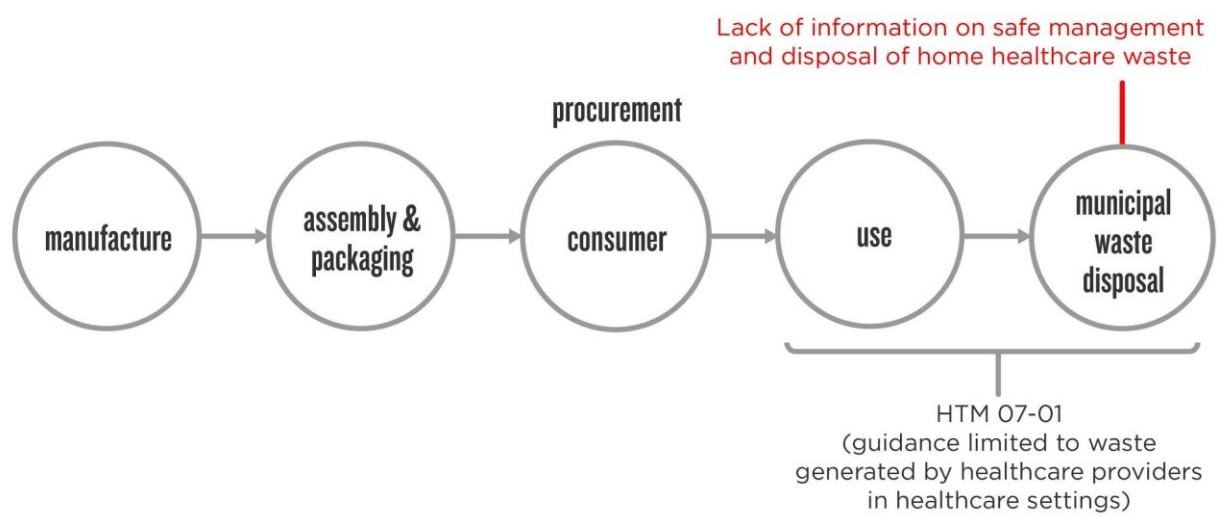 Lack of information on safe management
and disposal of home healthcare waste
procurement
manufacture
assembly &
packaging
consumer
use
municipal
waste
disposal
HTM 07-01
(guidance limited to waste
generated by healthcare providers
in healthcare settings)